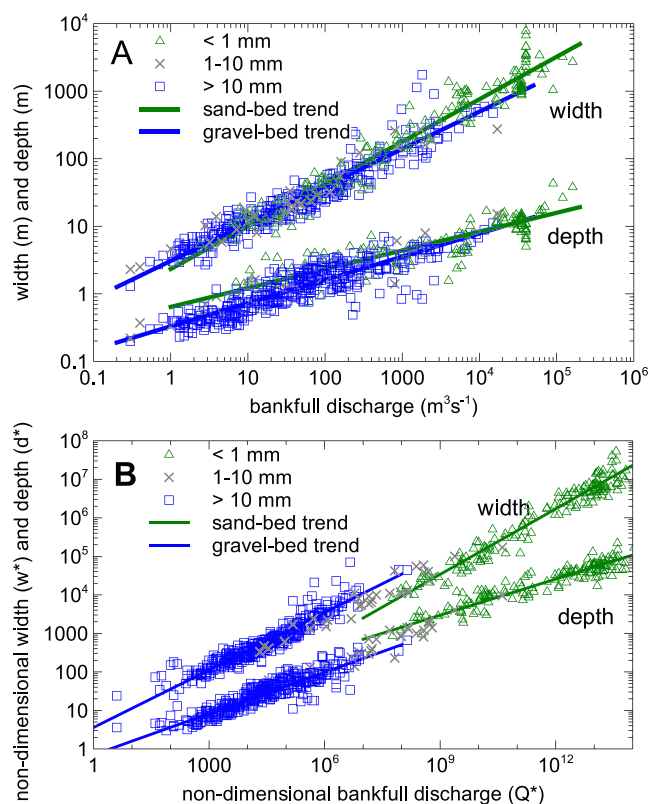 A
< 1 mm
1-10 mm
> 10 mm
sand-bed trend
gravel-bed trend
width
depth
width (m) and depth (m)
10⁴
1000
100
10
1
0.1
0.1 1 10 100 1000 10⁴ 10⁵ 10⁶
bankfull discharge (m³s⁻¹)
B
< 1 mm
1-10 mm
> 10 mm
sand-bed trend
gravel-bed trend
width
depth
non-dimensional width (w*) and depth (d*)
10⁸
10⁷
10⁶
10⁵
10⁴
1000
100
10
1
1 1000 10⁶ 10⁹ 10¹²
non-dimensional bankfull discharge (Q*)